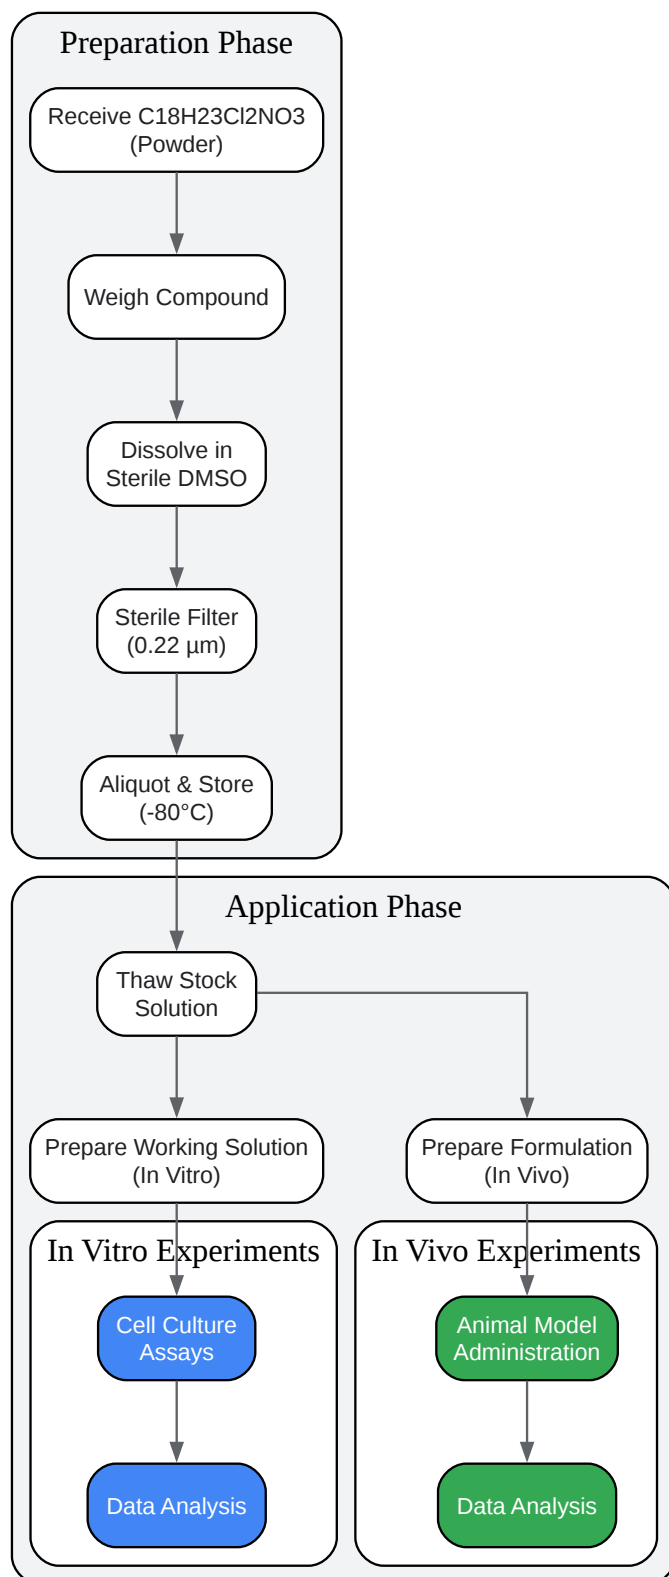 Preparation Phase
Receive C18H23Cl2NO3
(Powder)
Weigh Compound
Dissolve in
Sterile DMSO
Sterile Filter
(0.22 µm)
Aliquot & Store
(-80°C)
Application Phase
Thaw Stock
Solution
Prepare Working Solution
(In Vitro)
Prepare Formulation
(In Vivo)
In Vitro Experiments
Cell Culture
Assays
Data Analysis
In Vivo Experiments
Animal Model
Administration
Data Analysis